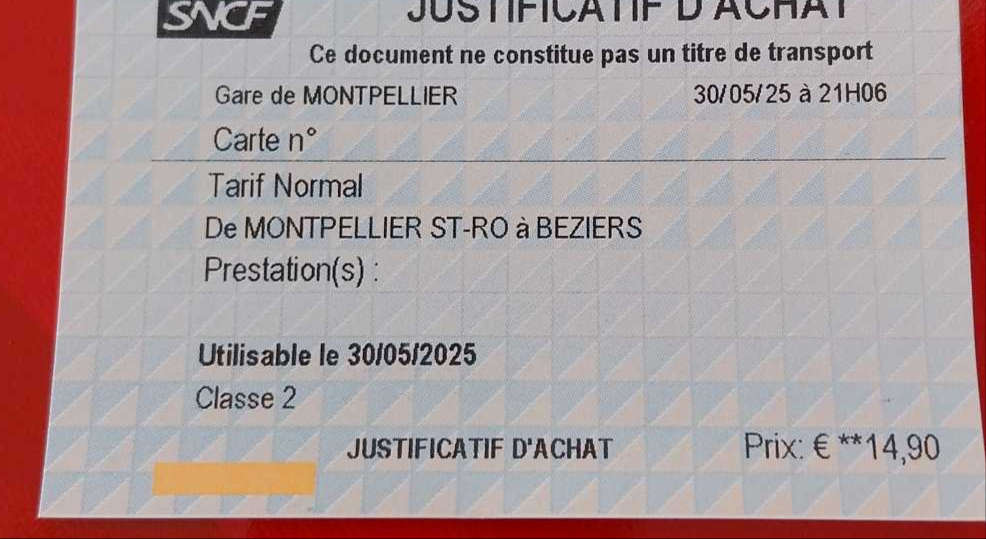 SNCF JUSTIFICATIF D'ACHAT
Ce document ne constitue pas un titre de transport
Gare de MONTPELLIER 30/05/25 à 21H06
Carte n°
Tarif Normal
De MONTPELLIER ST-RO à BEZIERS
Prestation(s) :
Utilisable le 30/05/2025
Classe 2
JUSTIFICATIF D'ACHAT Prix: € **14,90